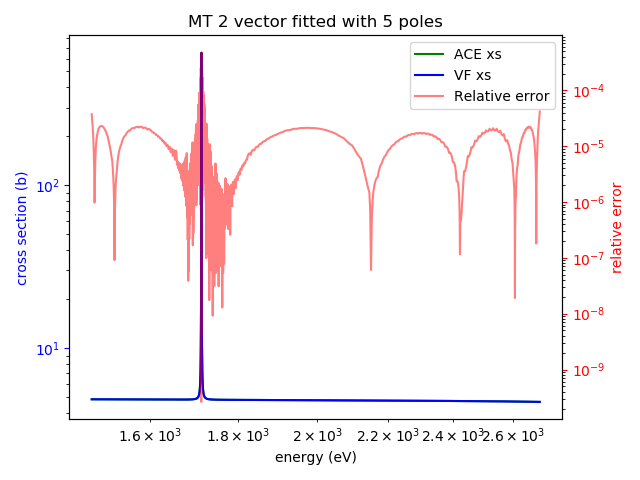 MT 2 vector fitted with 5 poles
ACE xs
VF xs
Relative error
cross section (b)
10²
10¹
relative error
10⁻⁴
10⁻⁵
10⁻⁶
10⁻⁷
10⁻⁸
10⁻⁹
1.6 × 10³
1.8 × 10³
2 × 10³
2.2 × 10³
2.4 × 10³
2.6 × 10³
energy (eV)